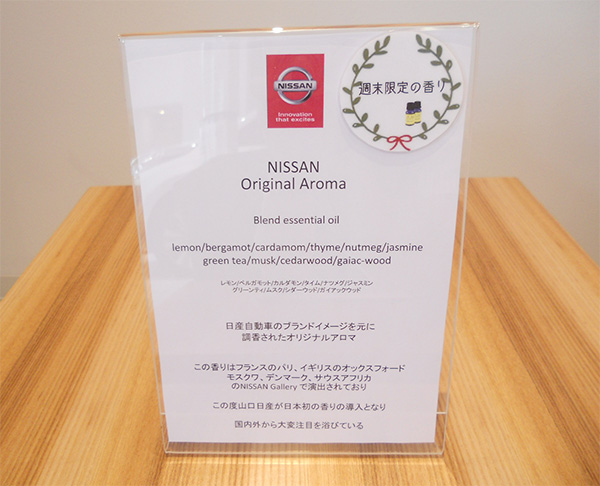 NISSAN
Innovation
that excites
週末限定の香り
NISSAN
Original Aroma
Blend essential oil
lemon/bergamot/cardamom/thyme/nutmeg/jasmine
green tea/musk/cedarwood/gaiac-wood
レモン/ベルガモット/カルダモン/タイム/ナツメグ/ジャスミン
グリーンティ/ムスク/シダーウッド/ガイアックウッド
日産自動車のブランドイメージを元に
調香されたオリジナルアロマ
この香りはフランスのパリ、イギリスのオックスフォード
モスクワ、デンマーク、サウスアフリカ
のNISSAN Gallery で演出されており
この度山口日産が日本初の香りの導入となり
国内外から大変注目を浴びている